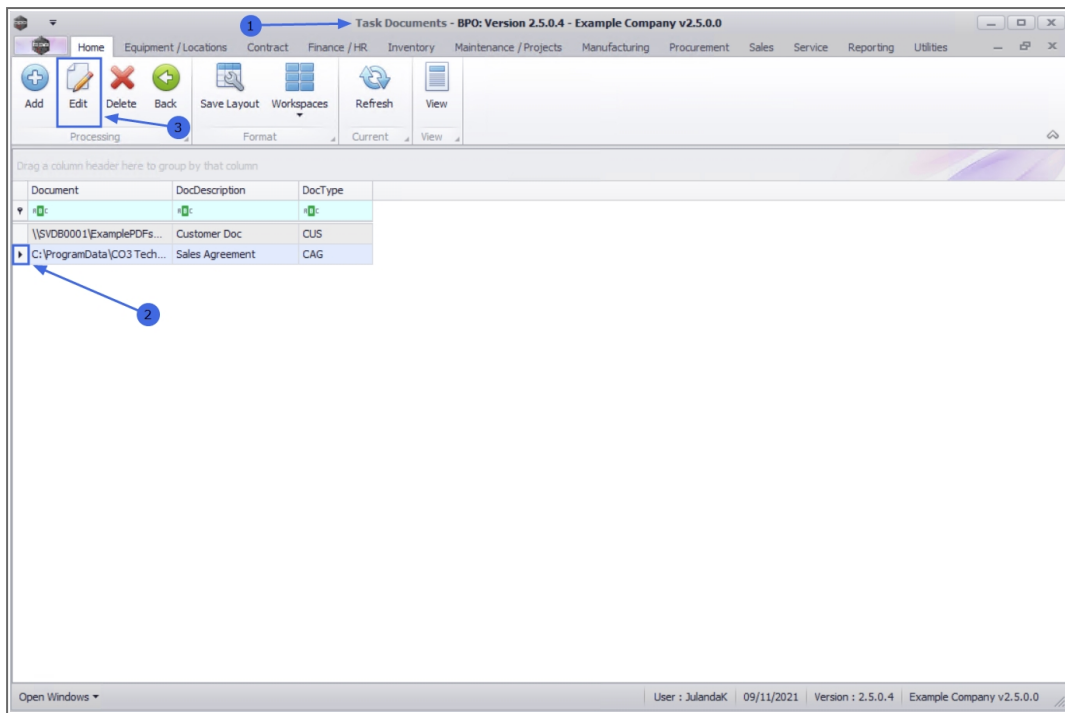 1
Task Documents - BPO: Version 2.5.0.4 - Example Company v2.5.0.0
Home Equipment / Locations Contract Finance / HR Inventory Maintenance / Projects Manufacturing Procurement Sales Service Reporting Utilities
Add Edit Delete Back Save Layout Workspaces Refresh View
3
Processing Format Current View
Drag a column header here to group by that column
Document DocDescription DocType
\\SVDB0001\ExamplePDFs... Customer Doc CUS
C:\ProgramData\CO3 Tech... Sales Agreement CAG
2
Open Windows User : JulandaK 09/11/2021 Version : 2.5.0.4 Example Company v2.5.0.0